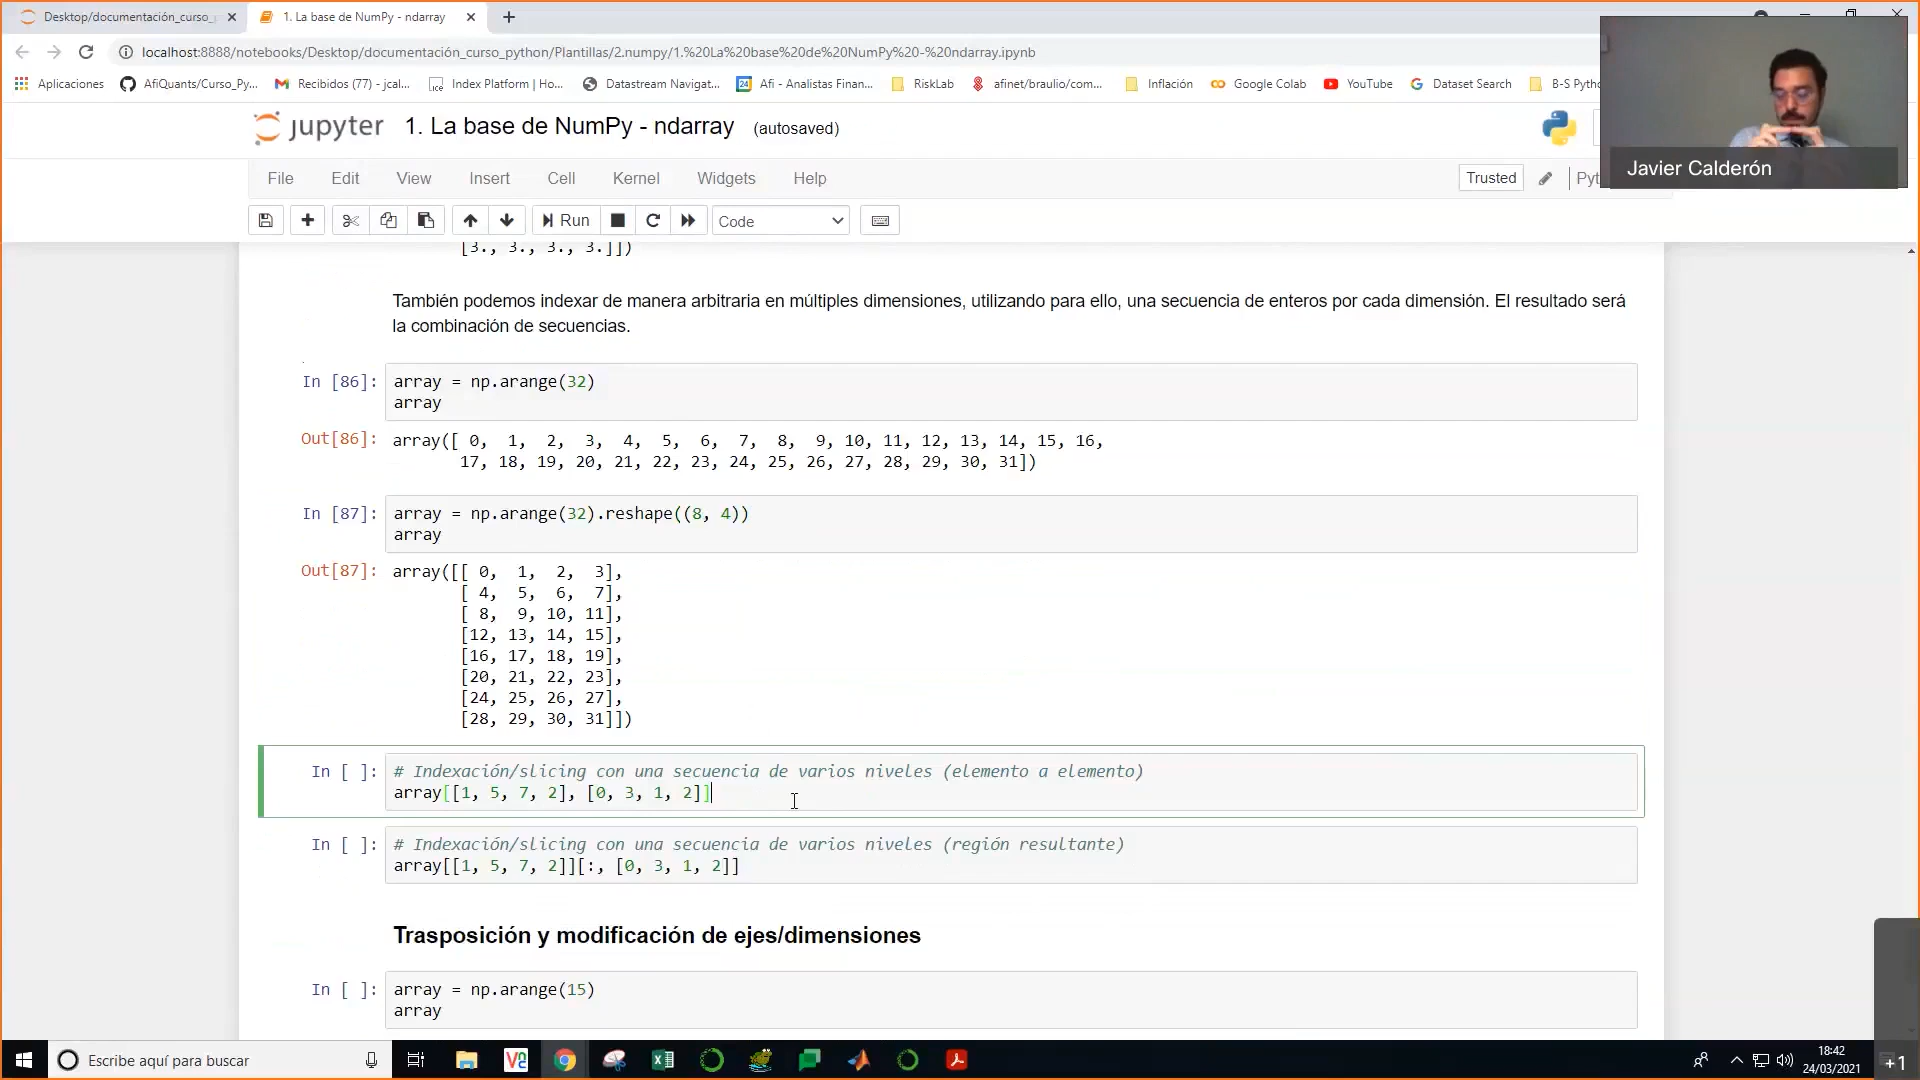 Desktop/documentación_curso_
1. La base de NumPy - ndarray
localhost:8888/notebooks/Desktop/documentación_curso_python/Plantillas/2.numpy/1.%20La%20base%20de%20NumPy%20-%20ndarray.ipynb
Aplicaciones
AfiQuants/Curso_Py...
Recibidos (77) - jcal...
Index Platform | Ho...
Datastream Navigat...
Afi - Analistas Finan...
RiskLab
afinet/braulio/com...
Inflación
Google Colab
YouTube
Dataset Search
B-S Pytho
jupyter
1. La base de NumPy - ndarray
(autosaved)
Javier Calderón
File
Edit
View
Insert
Cell
Kernel
Widgets
Help
Trusted
Pyt
Run
Code
[3., 3., 3., 3.]])
También podemos indexar de manera arbitraria en múltiples dimensiones, utilizando para ello, una secuencia de enteros por cada dimensión. El resultado será
la combinación de secuencias.
In [86]: array = np.arange(32)
array
Out[86]: array([ 0, 1, 2, 3, 4, 5, 6, 7, 8, 9, 10, 11, 12, 13, 14, 15, 16,
17, 18, 19, 20, 21, 22, 23, 24, 25, 26, 27, 28, 29, 30, 31])
In [87]: array = np.arange(32).reshape((8, 4))
array
Out[87]: array([[ 0, 1, 2, 3],
[ 4, 5, 6, 7],
[ 8, 9, 10, 11],
[12, 13, 14, 15],
[16, 17, 18, 19],
[20, 21, 22, 23],
[24, 25, 26, 27],
[28, 29, 30, 31]])
In [ ]: # Indexación/slicing con una secuencia de varios niveles (elemento a elemento)
array[[1, 5, 7, 2], [0, 3, 1, 2]]
In [ ]: # Indexación/slicing con una secuencia de varios niveles (región resultante)
array[[1, 5, 7, 2]][:, [0, 3, 1, 2]]
Trasposición y modificación de ejes/dimensiones
In [ ]: array = np.arange(15)
array
Escribe aquí para buscar
18:42
24/03/2021
+1